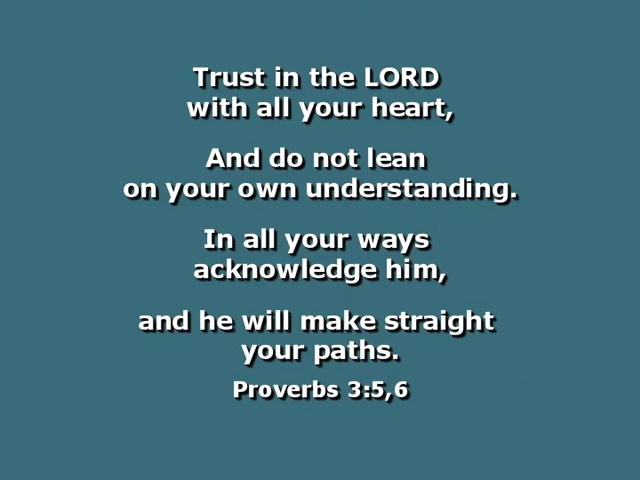 Trust in the LORD
with all your heart,
And do not lean
on your own understanding.
In all your ways
acknowledge him,
and he will make straight
your paths.
Proverbs 3:5,6